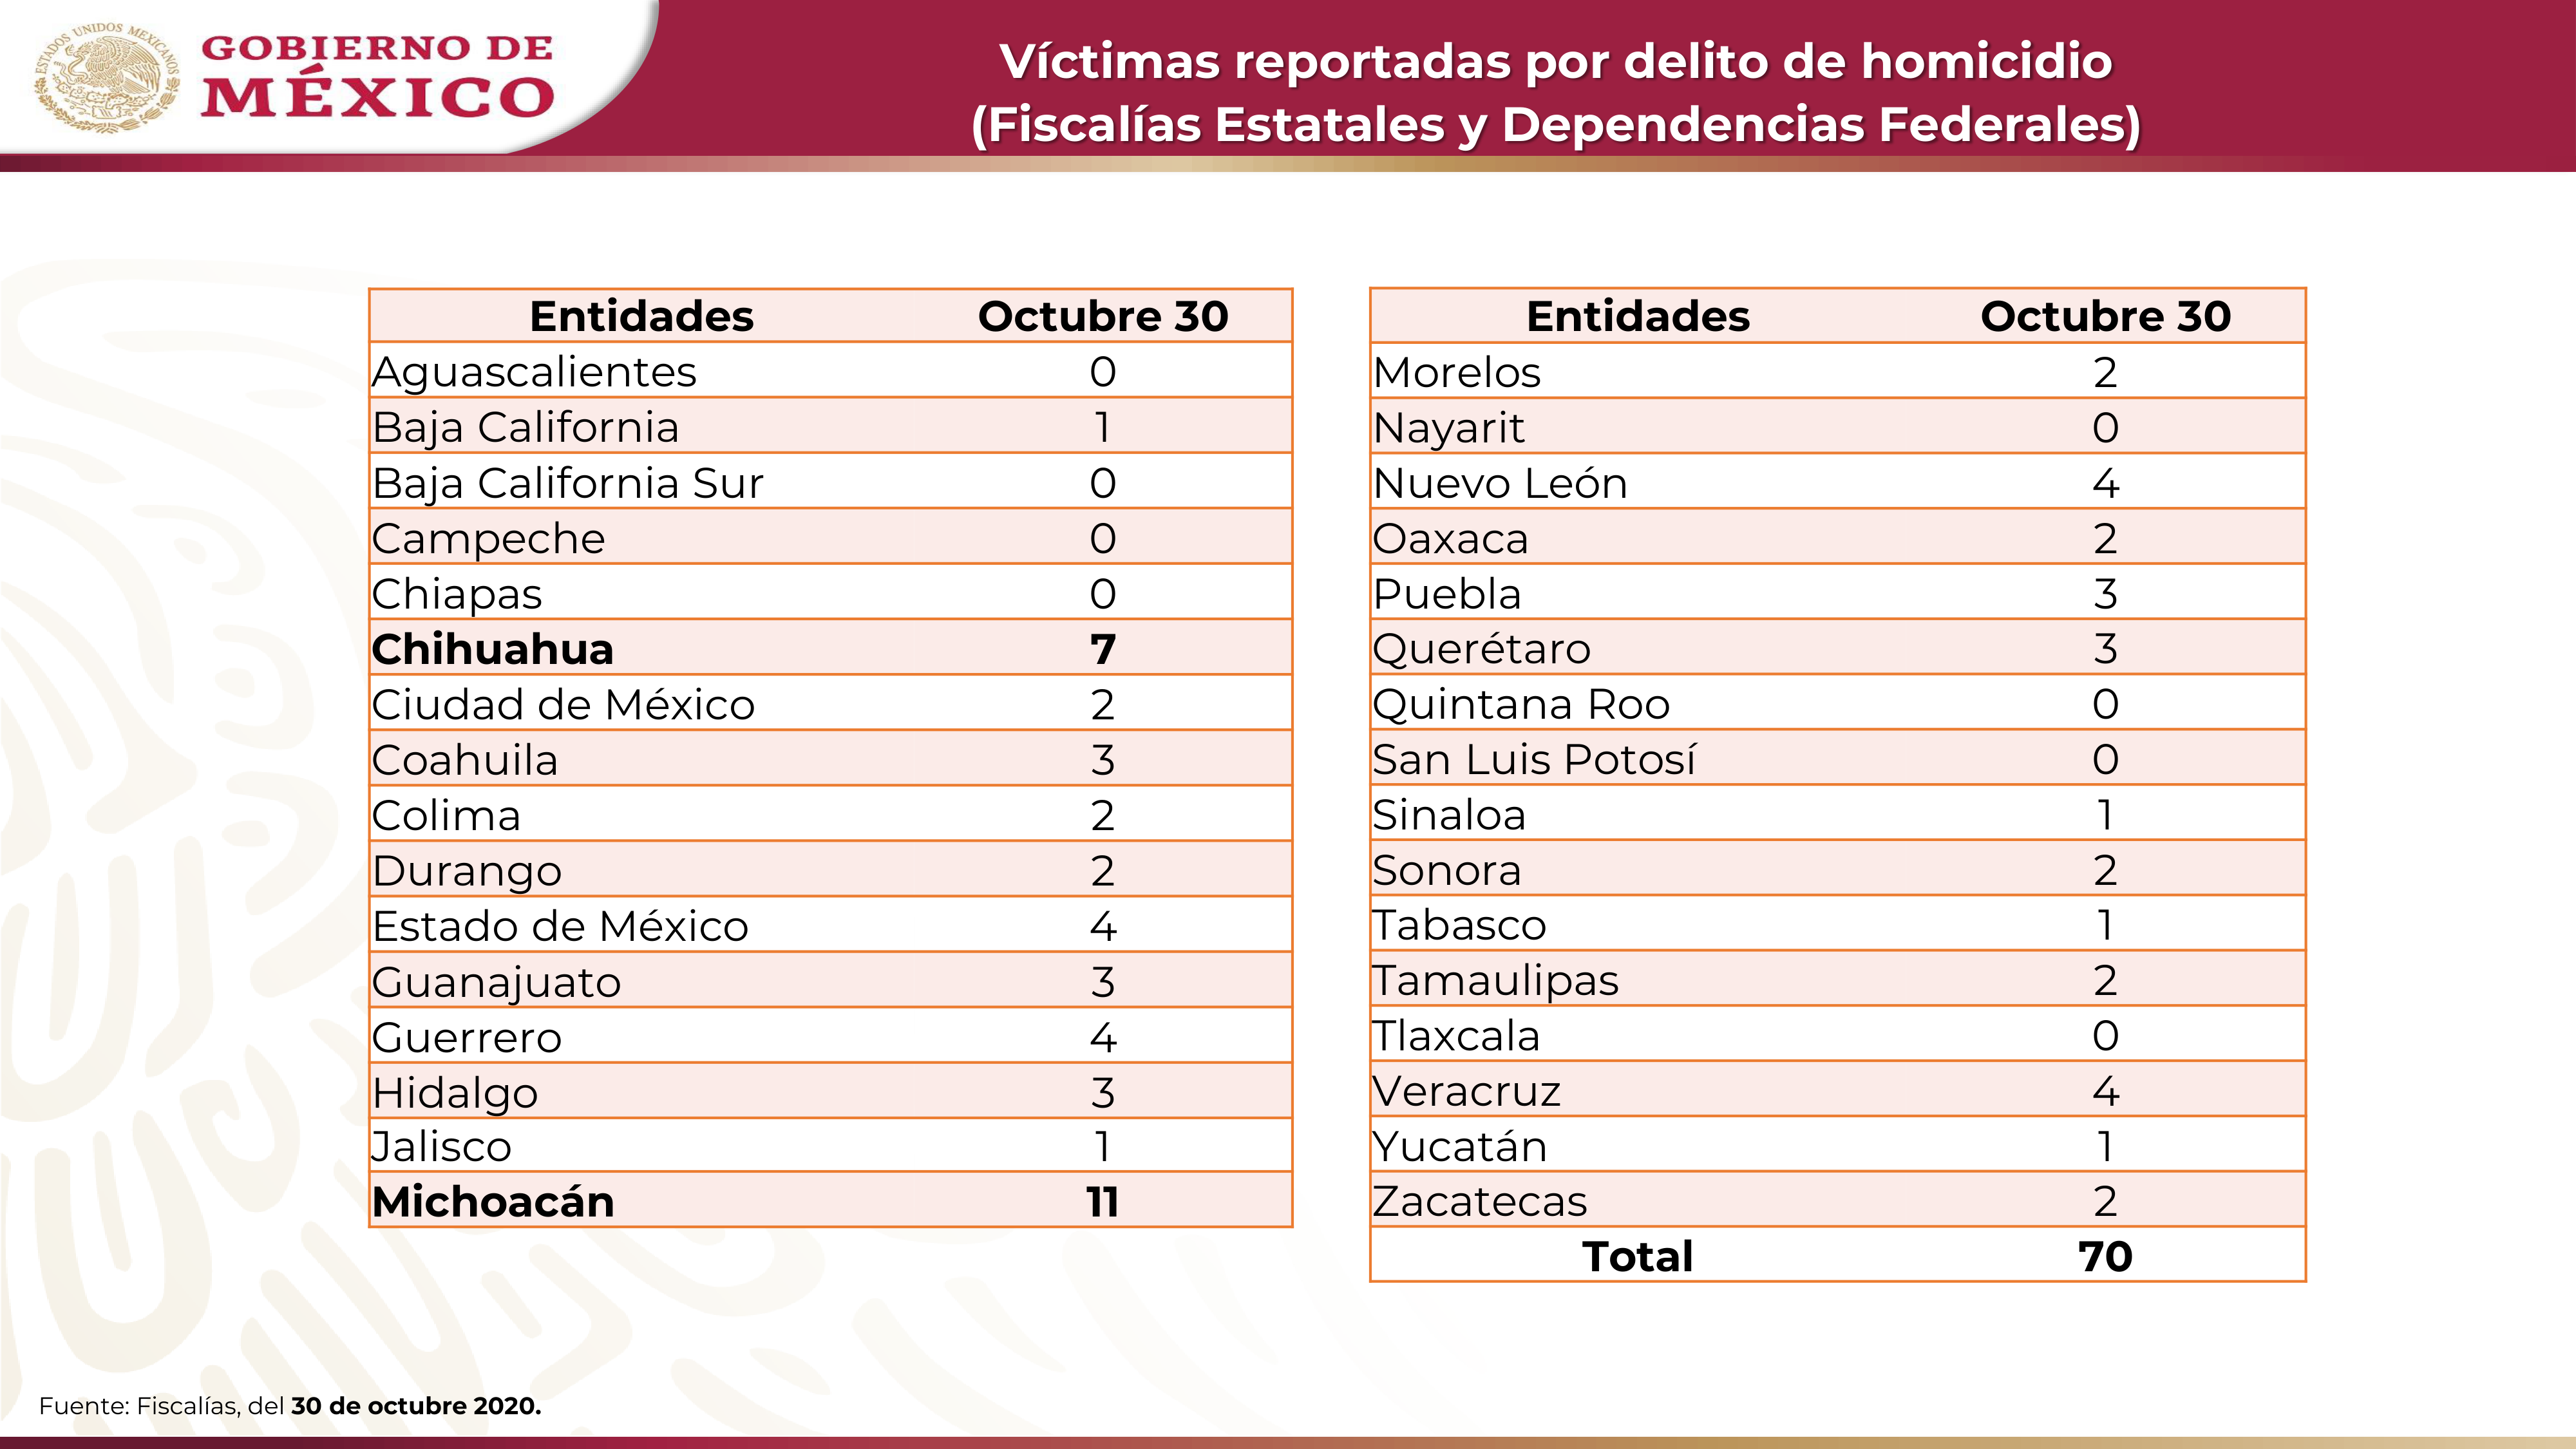 ESTADOS UNIDOS MEXICANOS
GOBIERNO DE
MÉXICO
Víctimas reportadas por delito de homicidio
(Fiscalías Estatales y Dependencias Federales)
Entidades Octubre 30
Aguascalientes 0
Baja California 1
Baja California Sur 0
Campeche 0
Chiapas 0
Chihuahua 7
Ciudad de México 2
Coahuila 3
Colima 2
Durango 2
Estado de México 4
Guanajuato 3
Guerrero 4
Hidalgo 3
Jalisco 1
Michoacán 11
Entidades Octubre 30
Morelos 2
Nayarit 0
Nuevo León 4
Oaxaca 2
Puebla 3
Querétaro 3
Quintana Roo 0
San Luis Potosí 0
Sinaloa 1
Sonora 2
Tabasco 1
Tamaulipas 2
Tlaxcala 0
Veracruz 4
Yucatán 1
Zacatecas 2
Total 70
Fuente: Fiscalías, del 30 de octubre 2020.